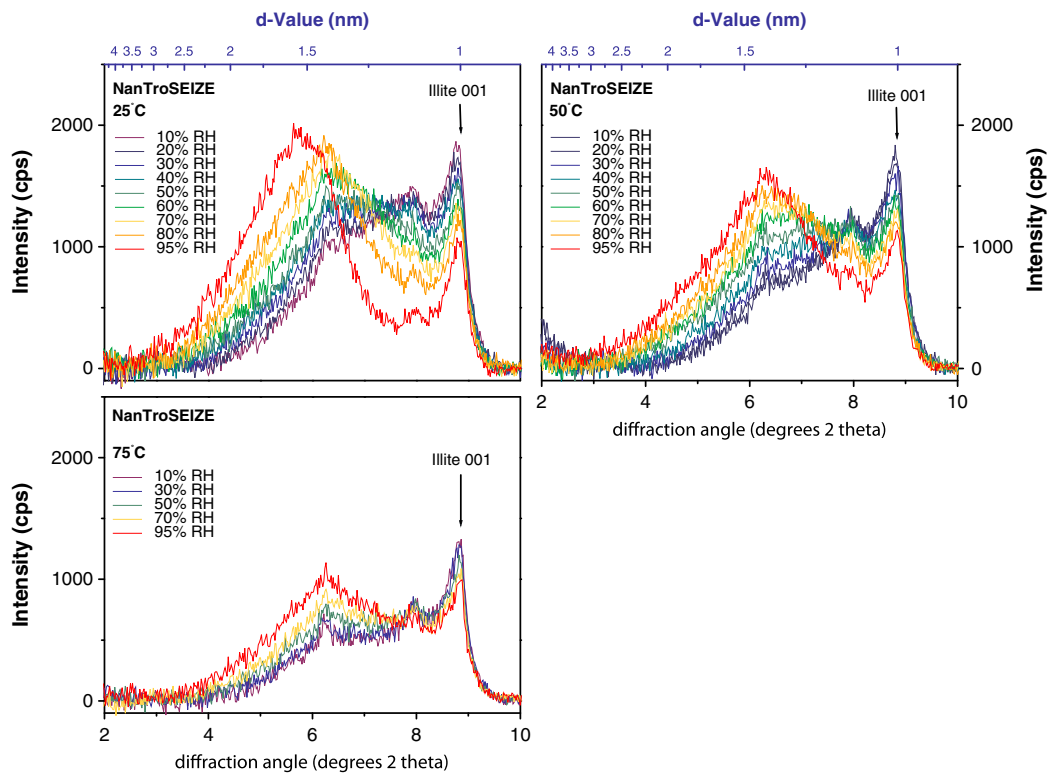 d-Value (nm)
4 3.5 3 2.5 2 1.5 1
NanTroSEIZE
25°C
10% RH
20% RH
30% RH
40% RH
50% RH
60% RH
70% RH
80% RH
95% RH
Illite 001
Intensity (cps)
2000
1000
0
d-Value (nm)
4 3.5 3 2.5 2 1.5 1
NanTroSEIZE
50°C
10% RH
20% RH
30% RH
40% RH
50% RH
60% RH
70% RH
80% RH
95% RH
Illite 001
2000
1000
0
Intensity (cps)
2 4 6 8 10
diffraction angle (degrees 2 theta)
NanTroSEIZE
75°C
10% RH
30% RH
50% RH
70% RH
95% RH
Illite 001
Intensity (cps)
2000
1000
0
2 4 6 8 10
diffraction angle (degrees 2 theta)